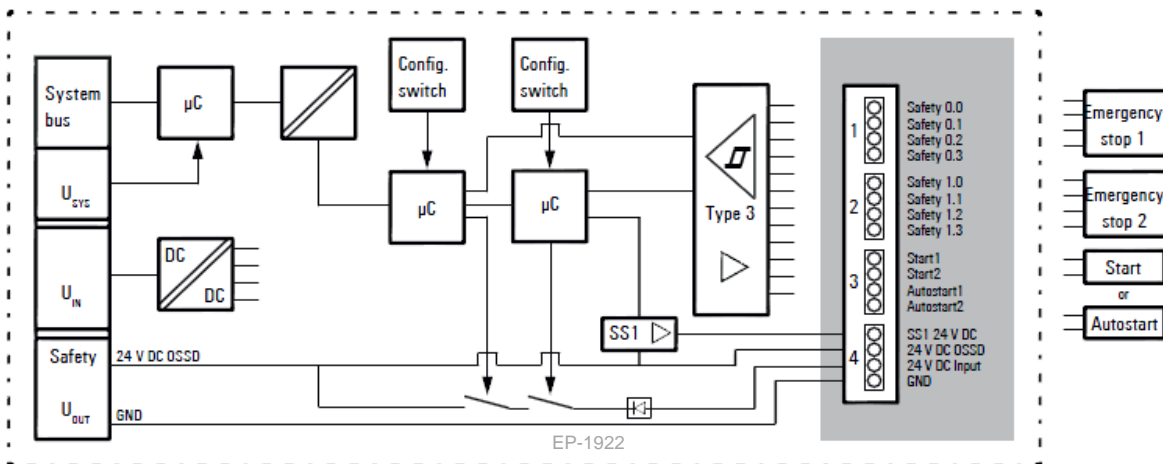 System
bus
U_SYS
U_IN
Safety
U_OUT
µC
DC
DC
24 V DC OSSD
GND
Config.
switch
Config.
switch
µC
µC
Type 3
SS1
EP-1922
1
Safety 0.0
Safety 0.1
Safety 0.2
Safety 0.3
2
Safety 1.0
Safety 1.1
Safety 1.2
Safety 1.3
3
Start1
Start2
Autostart1
Autostart2
4
SS1 24 V DC
24 V DC OSSD
24 V DC Input
GND
Emergency
stop 1
Emergency
stop 2
Start
or
Autostart